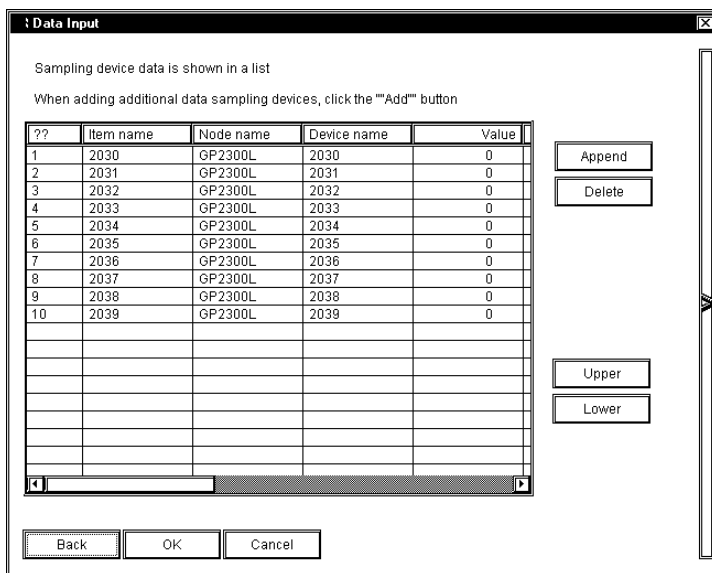 Data Input
Sampling device data is shown in a list
When adding additional data sampling devices, click the ""Add"" button
?? Item name Node name Device name Value
1 2030 GP2300L 2030 0
2 2031 GP2300L 2031 0
3 2032 GP2300L 2032 0
4 2033 GP2300L 2033 0
5 2034 GP2300L 2034 0
6 2035 GP2300L 2035 0
7 2036 GP2300L 2036 0
8 2037 GP2300L 2037 0
9 2038 GP2300L 2038 0
10 2039 GP2300L 2039 0
Append
Delete
Upper
Lower
Back OK Cancel